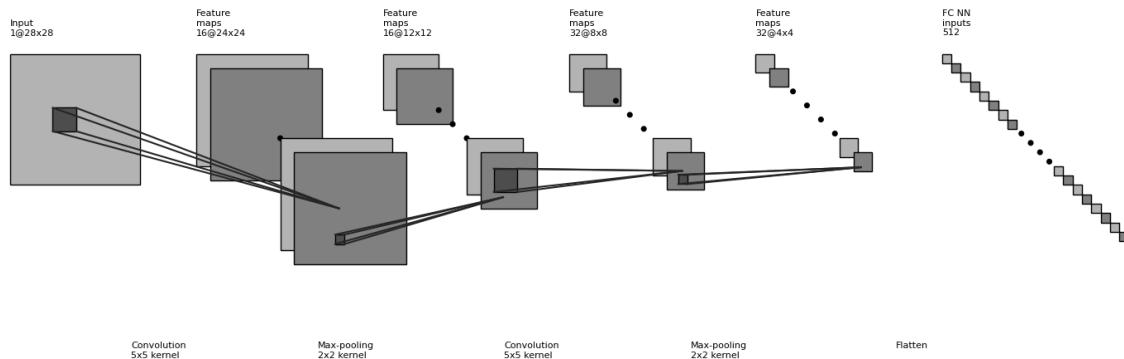 Input
1@28x28
Feature
maps
16@24x24
Feature
maps
16@12x12
Feature
maps
32@8x8
Feature
maps
32@4x4
FC NN
inputs
512
Convolution
5x5 kernel
Max-pooling
2x2 kernel
Convolution
5x5 kernel
Max-pooling
2x2 kernel
Flatten